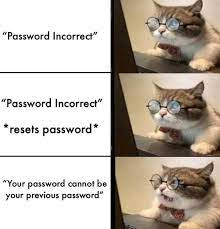 “Password Incorrect”
“Password Incorrect”
*resets password*
“Your password cannot be
your previous password”